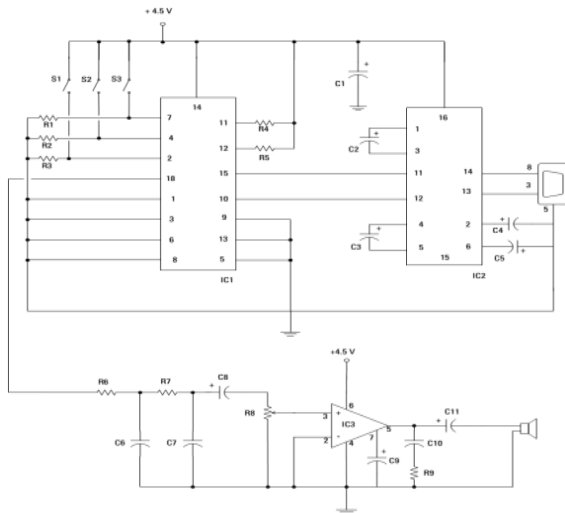 + 4.5 V
S1 S2 S3
C1
14
16
7 11 R4
R1
1
4
R2
C2
3
12 R5
2
R3
8
18 15 11 14
3
13
1 10 12
5
3 9 4 2
C4
C3
6 13 5 6
C5
15
8 5
IC1
IC2
+4.5 V
R6 R7 C8
6
R8 3 + C11
IC3 5
2 -
7
4
C6 C7 C10
C9
R9